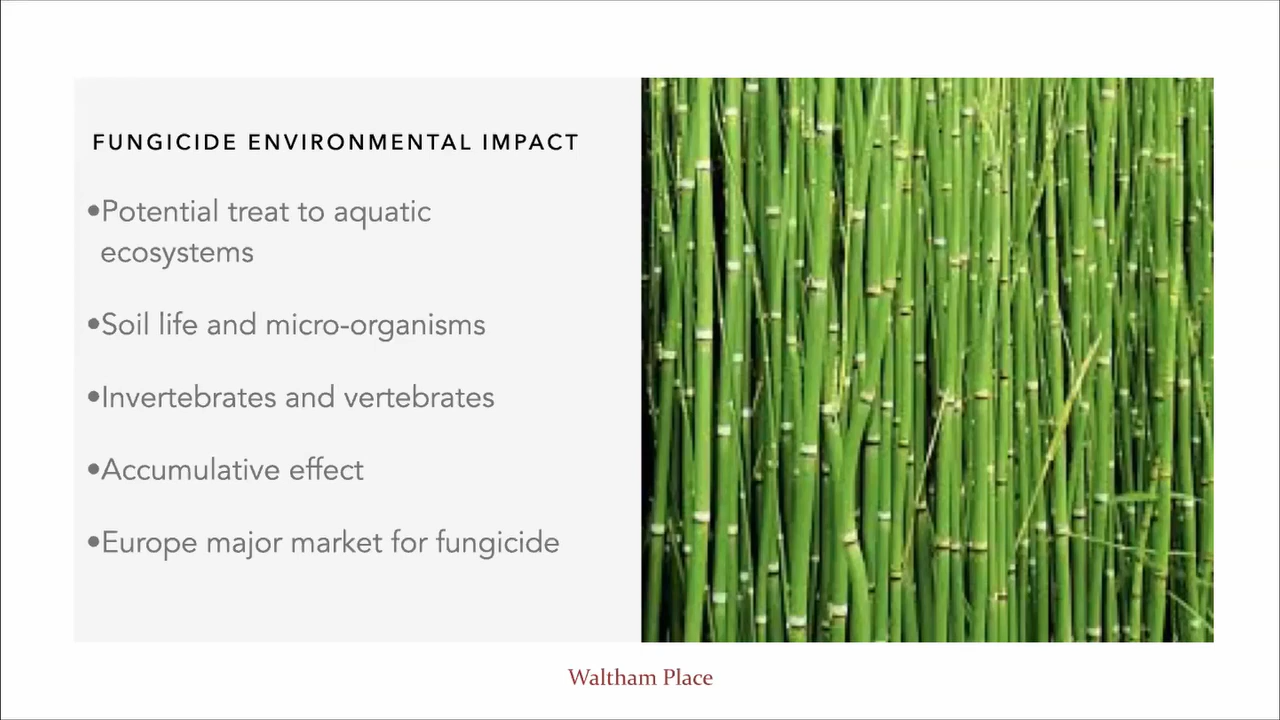 FUNGICIDE ENVIRONMENTAL IMPACT
•Potential treat to aquatic
ecosystems
•Soil life and micro-organisms
•Invertebrates and vertebrates
•Accumulative effect
•Europe major market for fungicide
Waltham Place